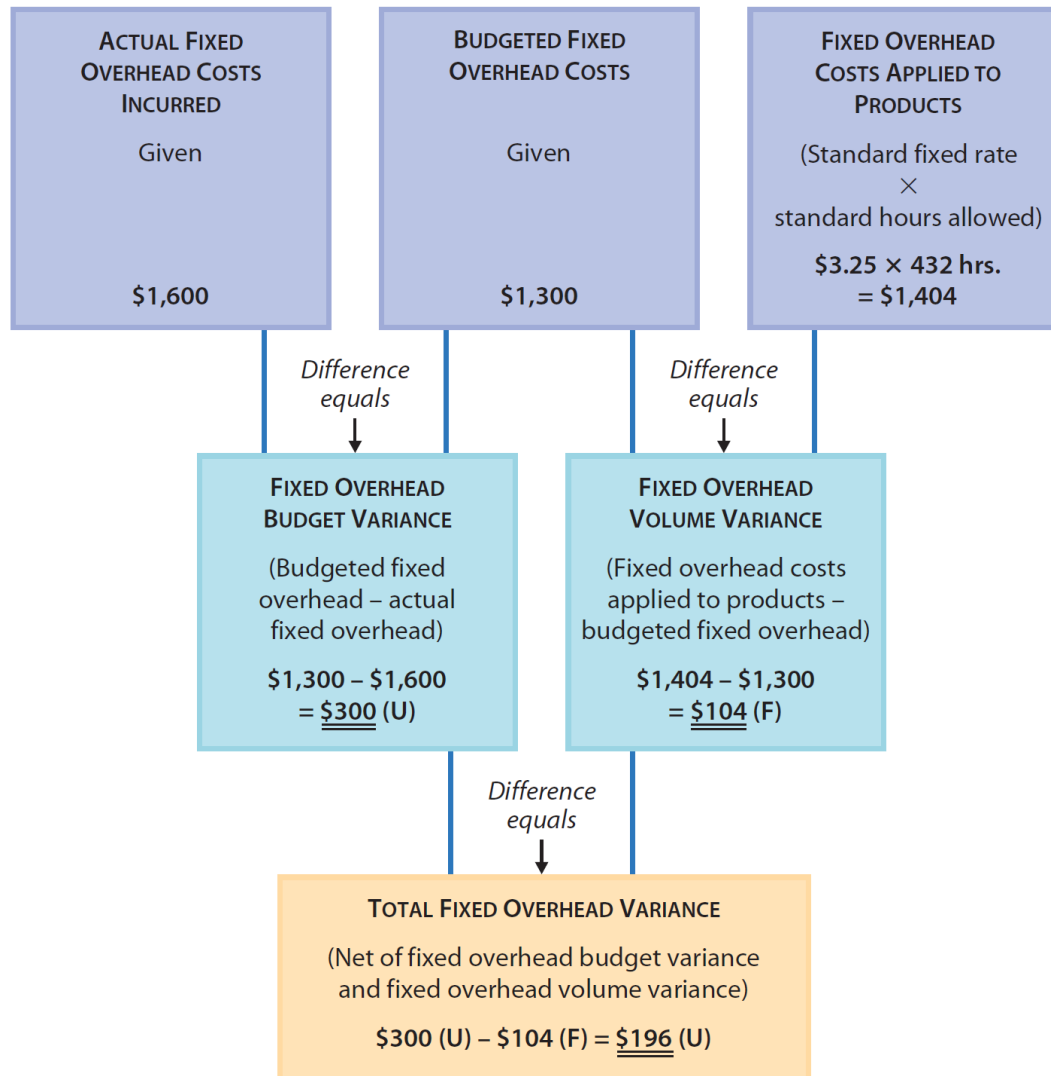 ACTUAL FIXED
OVERHEAD COSTS
INCURRED
Given
$1,600
BUDGETED FIXED
OVERHEAD COSTS
Given
$1,300
FIXED OVERHEAD
COSTS APPLIED TO
PRODUCTS
(Standard fixed rate
×
standard hours allowed)
$3.25 × 432 hrs.
= $1,404
Difference
equals
Difference
equals
FIXED OVERHEAD
BUDGET VARIANCE
(Budgeted fixed
overhead – actual
fixed overhead)
$1,300 – $1,600
= $300 (U)
FIXED OVERHEAD
VOLUME VARIANCE
(Fixed overhead costs
applied to products –
budgeted fixed overhead)
$1,404 – $1,300
= $104 (F)
Difference
equals
TOTAL FIXED OVERHEAD VARIANCE
(Net of fixed overhead budget variance
and fixed overhead volume variance)
$300 (U) – $104 (F) = $196 (U)